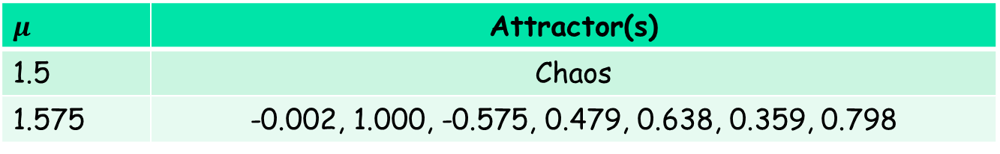 μ Attractor(s)
1.5 Chaos
1.575 -0.002, 1.000, -0.575, 0.479, 0.638, 0.359, 0.798